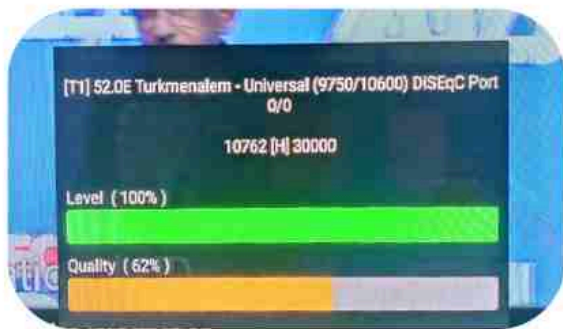 [T1] 52.0E Turkmenalem - Universal (9750/10600) DiSEqC Port
0/0
10762 [H] 30000
Level ( 100% )
Quality ( 62% )